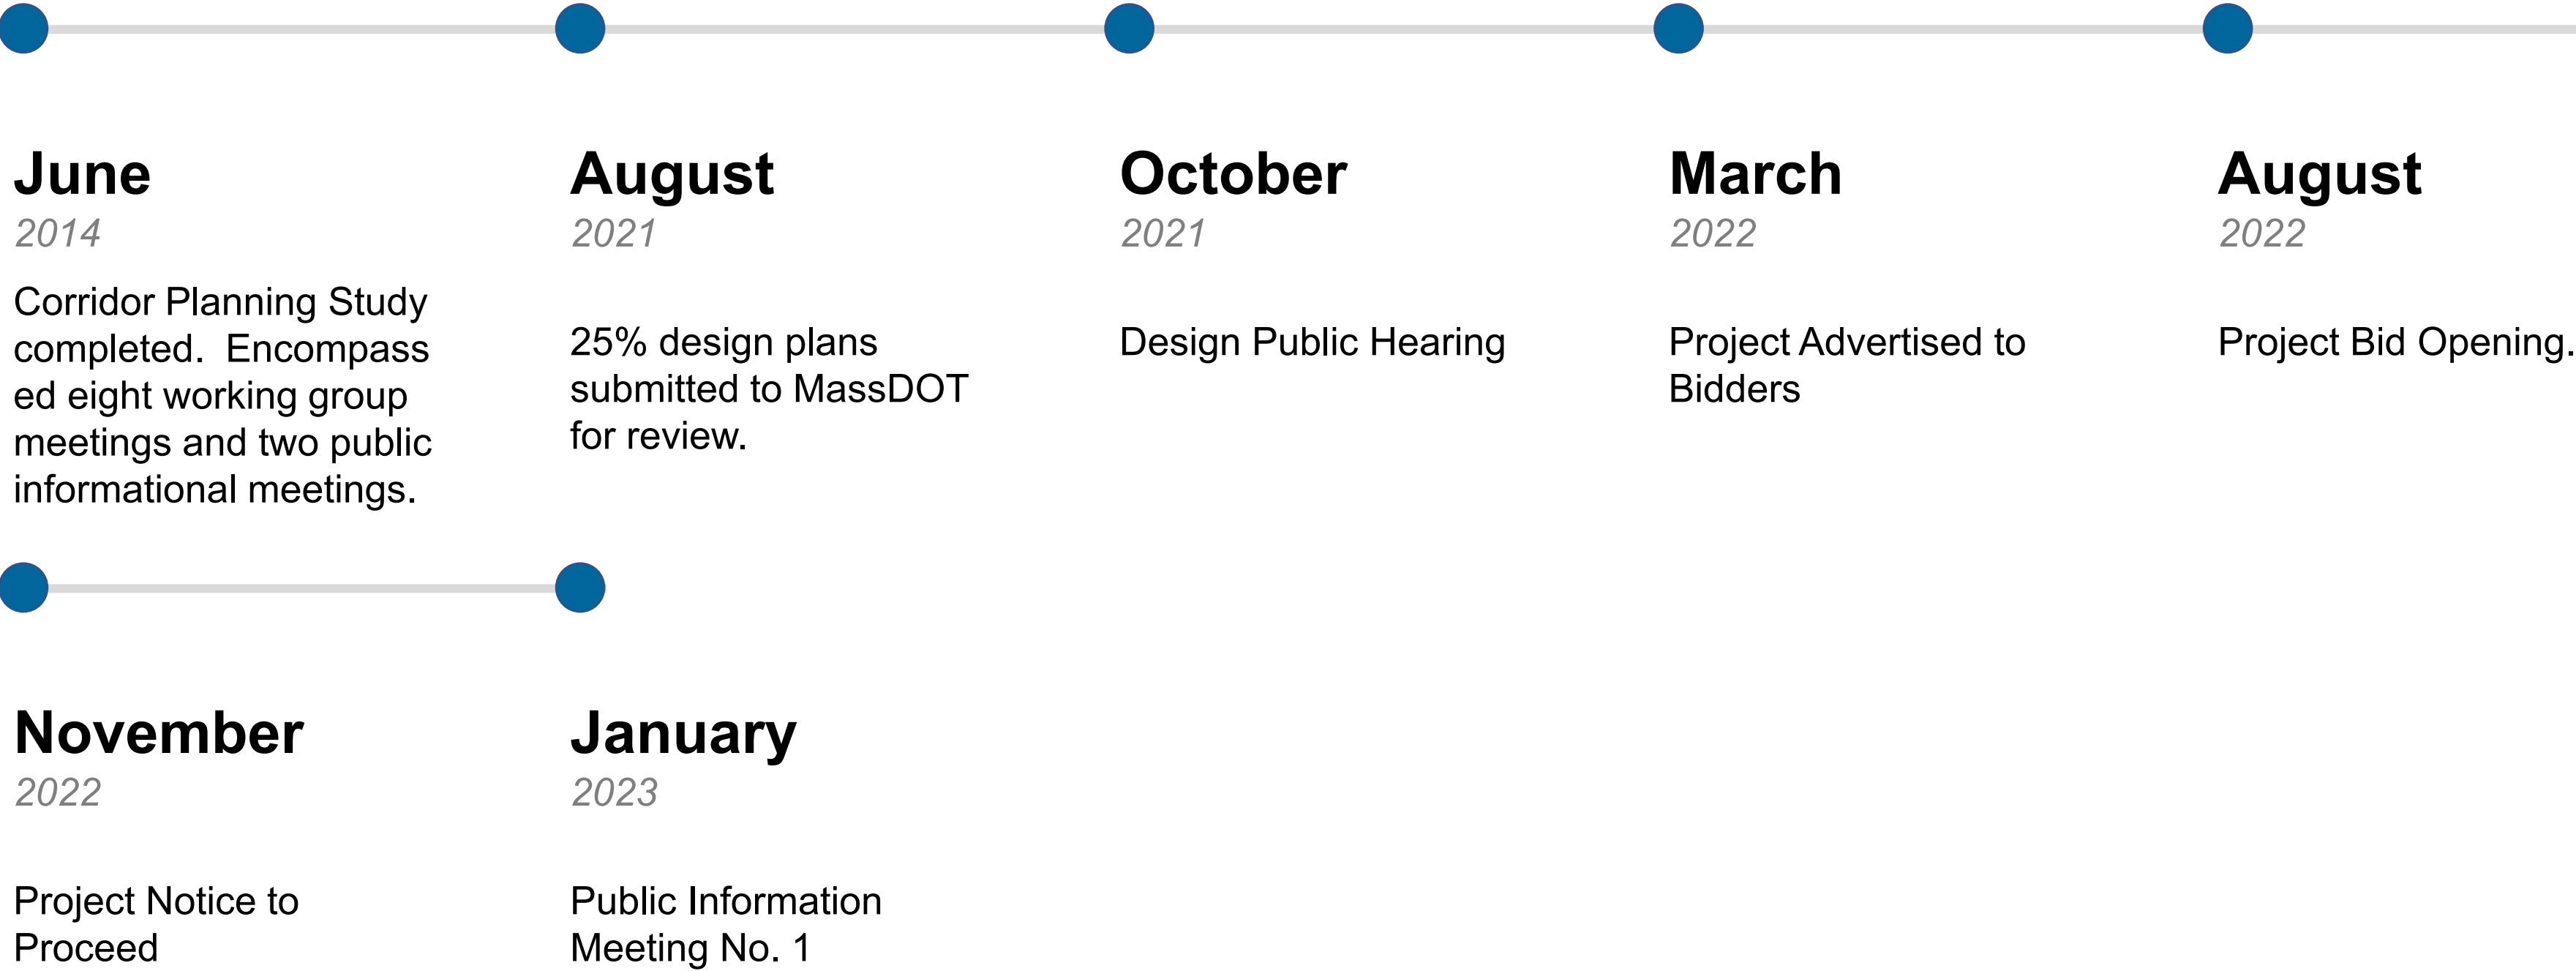 June
2014
Corridor Planning Study
completed.  Encompass
ed eight working group
meetings and two public
informational meetings.
August
2021
25% design plans
submitted to MassDOT
for review.
October
2021
Design Public Hearing
March
2022
Project Advertised to
Bidders
August
2022
Project Bid Opening.
November
2022
Project Notice to
Proceed
January
2023
Public Information
Meeting No. 1